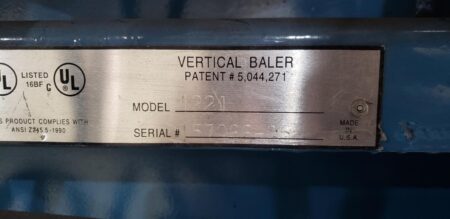 VERTICAL BALER
PATENT # 5,044,271
UL
LISTED
16BF
C UL
MODEL
SERIAL #
S PRODUCT COMPLIES WITH
ANSI Z245.5-1990
MADE
IN
U.S.A.